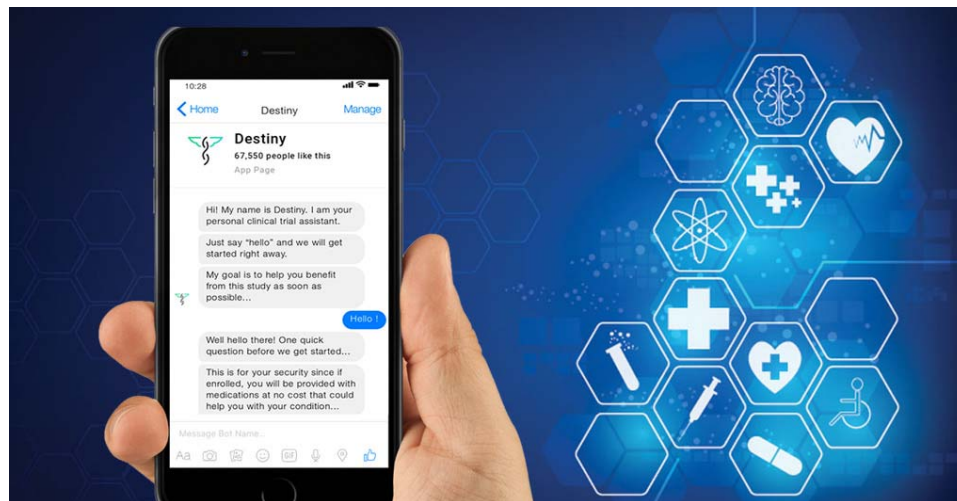 10:28
Home
Destiny
Manage
Destiny
67,550 people like this
App Page
Hi! My name is Destiny. I am your
personal clinical trial assistant.
Just say “hello” and we will get
started right away.
My goal is to help you benefit
from this study as soon as
possible...
Hello !
Well hello there! One quick
question before we get started...
This is for your security since if
enrolled, you will be provided with
medications at no cost that could
help you with your condition...
Message Bot Name...
Aa
GIF